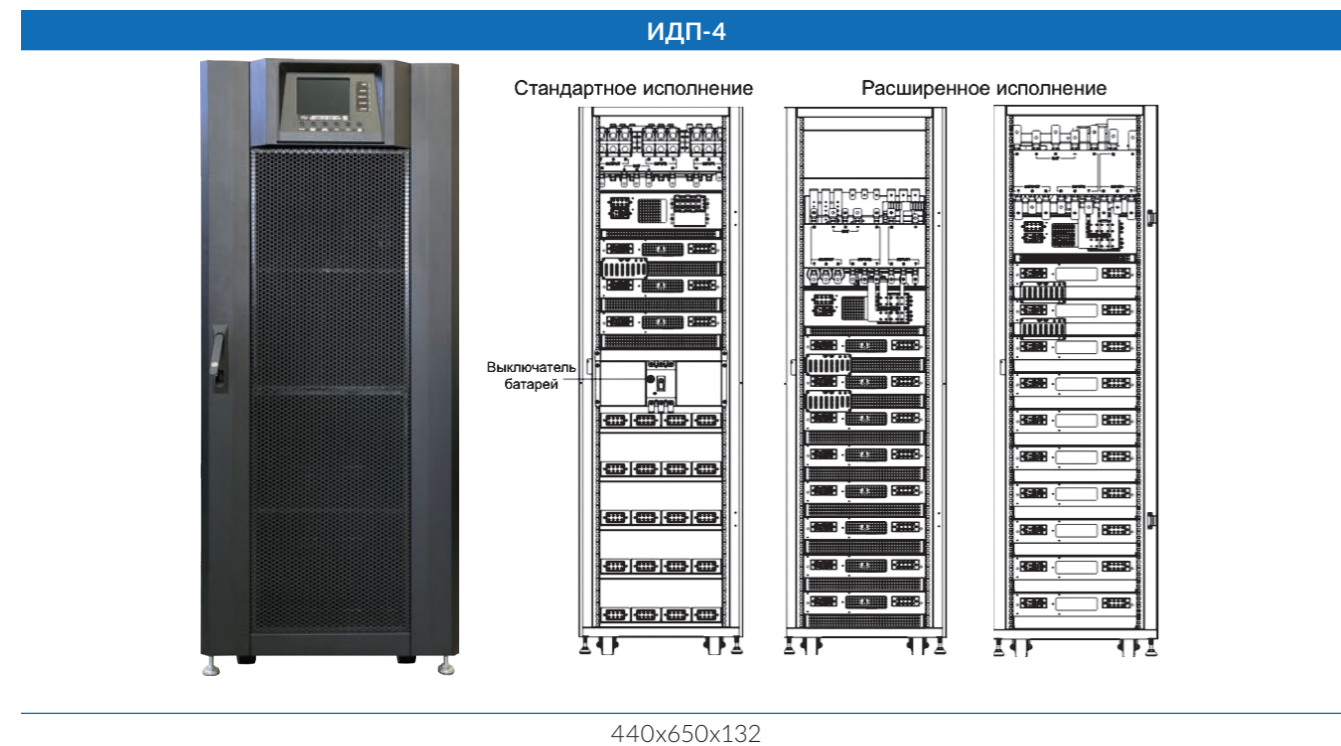 ИДП-4
Стандартное исполнение
Расширенное исполнение
Выключатель
батарей
440x650x132